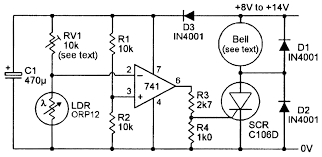 D3
IN4001
+8V to +14V
RV1
10k
(see text)
R1
10k
Bell
(see text)
D1
IN4001
C1
470µ
2
7
741
6
3
4
R3
2k7
LDR
ORP12
λ
R2
10k
R4
1k0
SCR
C106D
D2
IN4001
0V